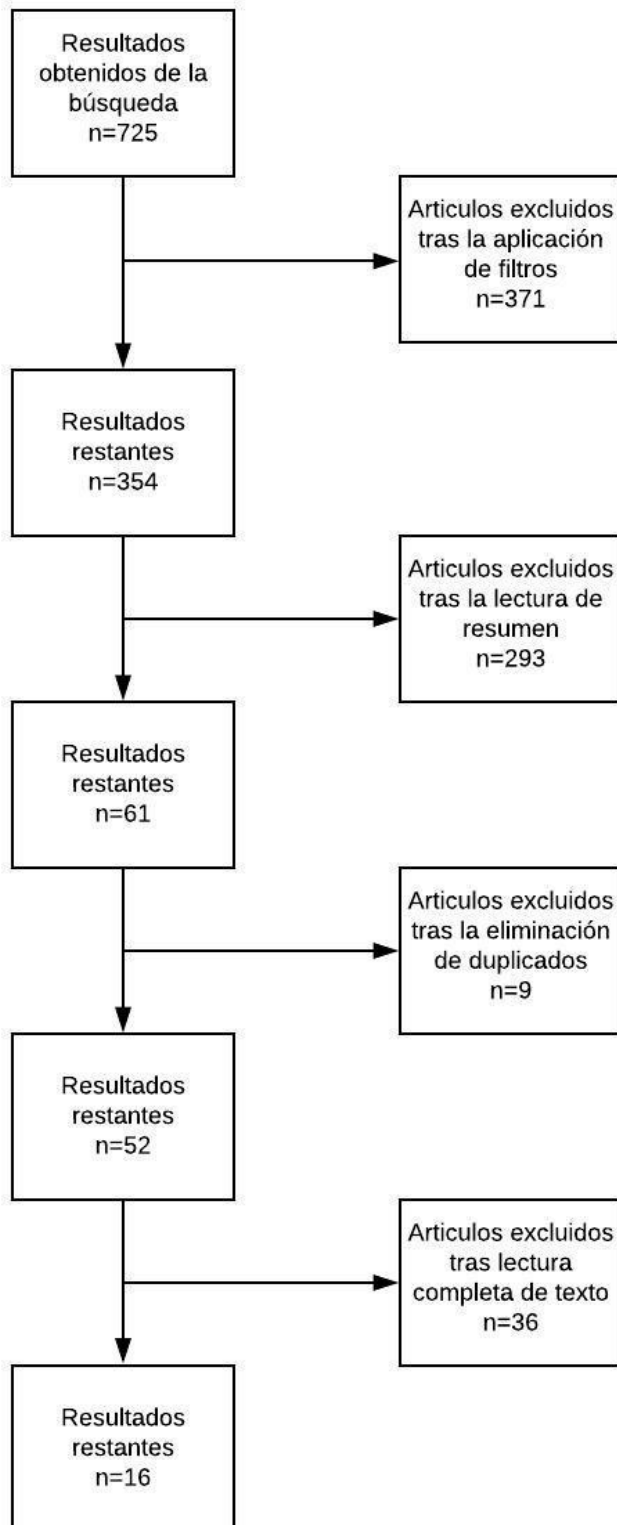 Resultados
obtenidos de la
búsqueda
n=725
Articulos excluidos
tras la aplicación
de filtros
n=371
Resultados
restantes
n=354
Articulos excluidos
tras la lectura de
resumen
n=293
Resultados
restantes
n=61
Articulos excluidos
tras la eliminación
de duplicados
n=9
Resultados
restantes
n=52
Articulos excluidos
tras lectura
completa de texto
n=36
Resultados
restantes
n=16